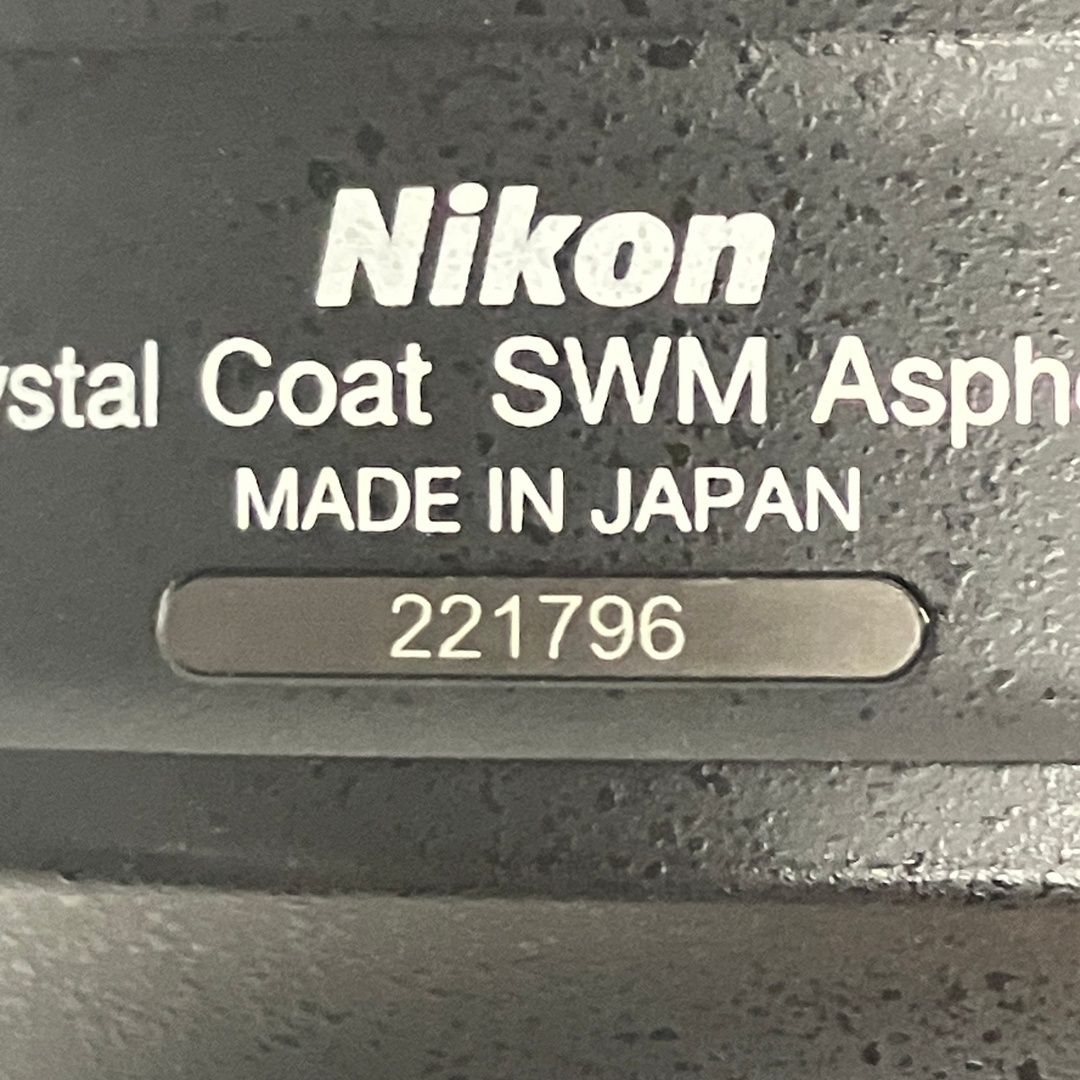 Nikon
ystal Coat SWM Asph
MADE IN JAPAN
221796